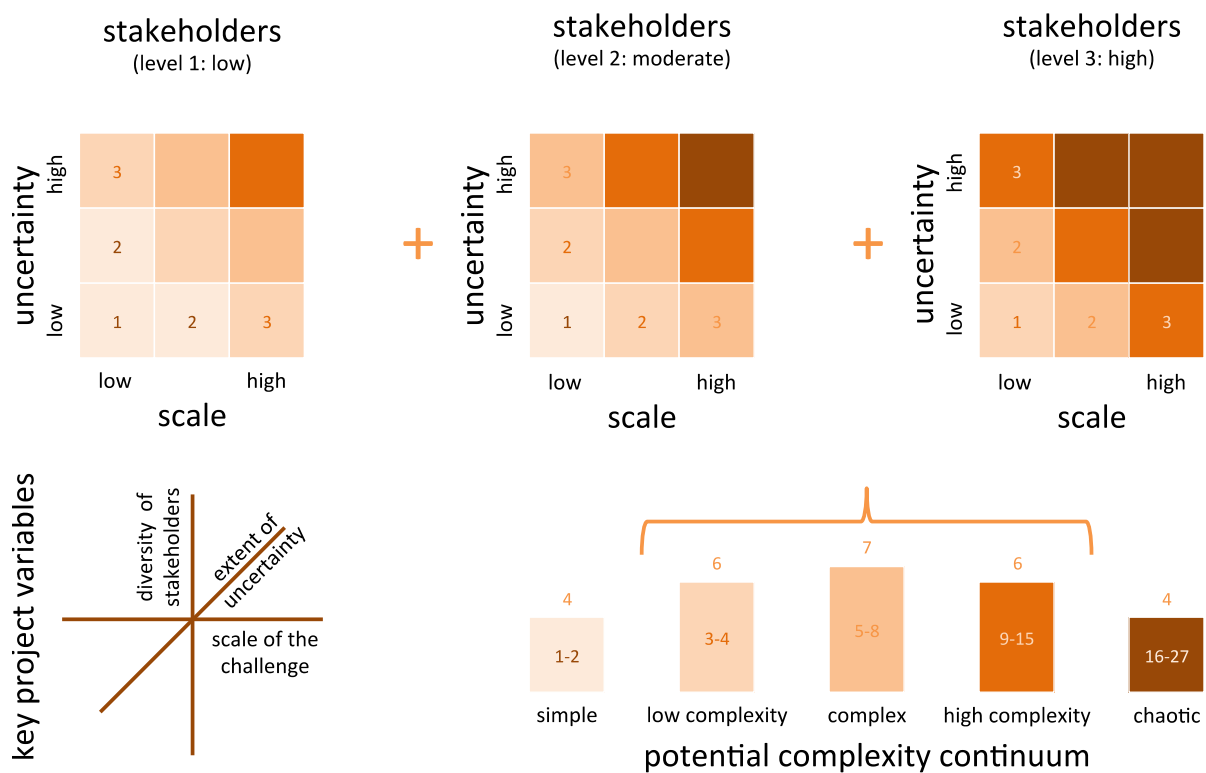 stakeholders
(level 1: low)
uncertainty
high
low
3
2
1
2
3
low
high
scale
+
stakeholders
(level 2: moderate)
uncertainty
high
low
3
2
1
2
3
low
high
scale
+
stakeholders
(level 3: high)
uncertainty
high
low
3
2
1
2
3
low
high
scale
key project variables
diversity of
stakeholders
extent of
uncertainty
scale of the
challenge
4
6
7
6
4
1-2
3-4
5-8
9-15
16-27
simple
low complexity
complex
high complexity
chaotic
potential complexity continuum